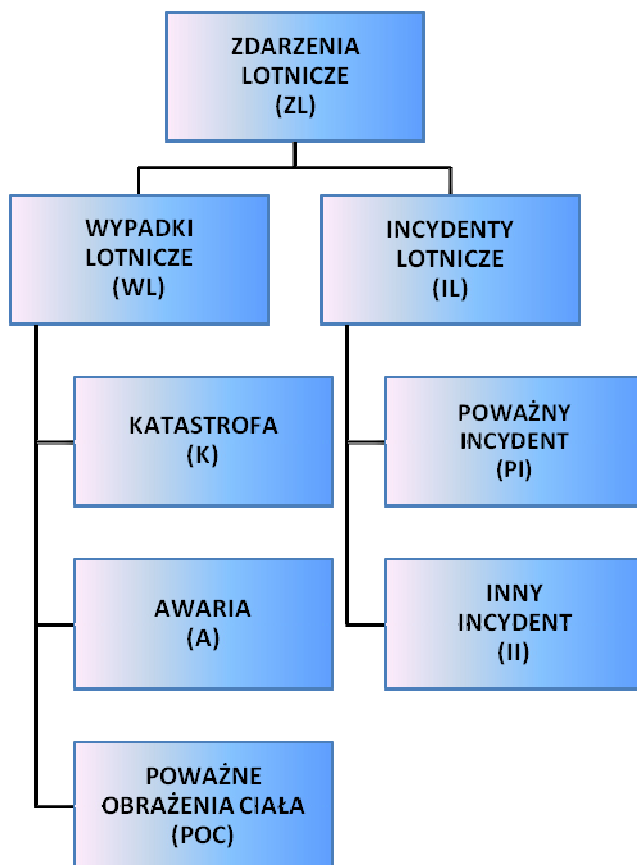 ZDARZENIA
LOTNICZE
(ZL)
WYPADKI
LOTNICZE
(WL)
INCYDENTY
LOTNICZE
(IL)
KATASTROFA
(K)
POWAŻNY
INCYDENT
(PI)
AWARIA
(A)
INNY
INCYDENT
(II)
POWAŻNE
OBRAŻENIA CIAŁA
(POC)